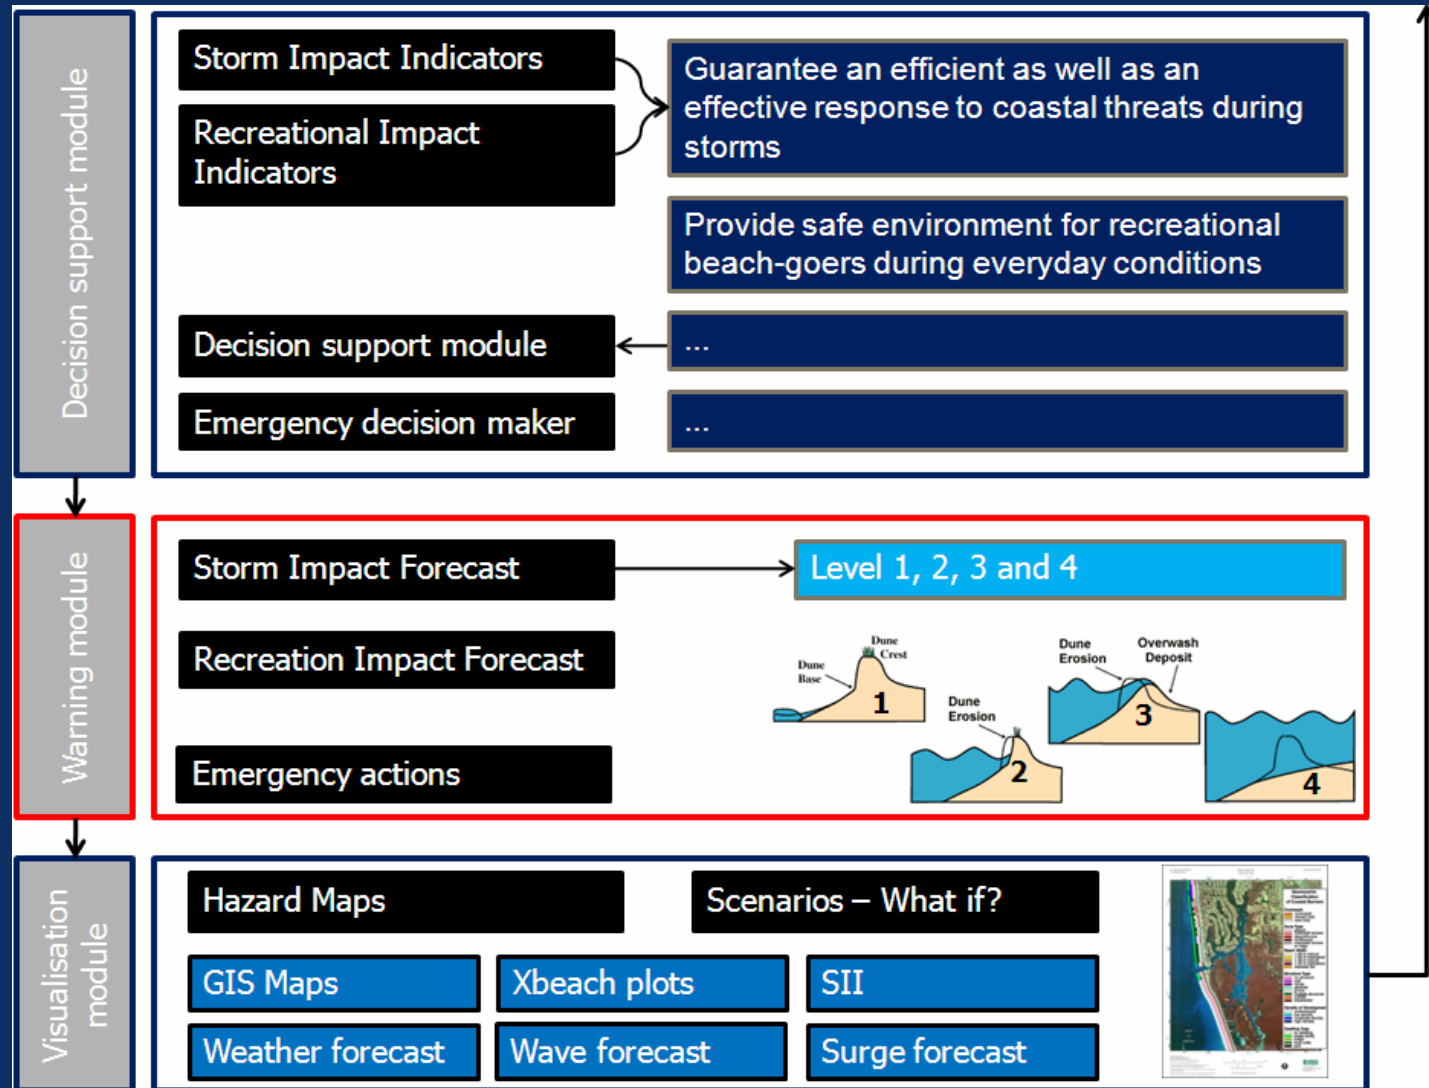 Decision support module
Storm Impact Indicators
Recreational Impact
Indicators
Guarantee an efficient as well as an
effective response to coastal threats during
storms
Provide safe environment for recreational
beach-goers during everyday conditions
Decision support module
...
Emergency decision maker
...
Warning module
Storm Impact Forecast
Level 1, 2, 3 and 4
Recreation Impact Forecast
Emergency actions
Dune
Crest
Dune
Base
1
Dune
Erosion
2
Dune
Erosion
Overwash
Deposit
3
4
Visualisation
module
Hazard Maps
Scenarios – What if?
GIS Maps
Xbeach plots
SII
Weather forecast
Wave forecast
Surge forecast